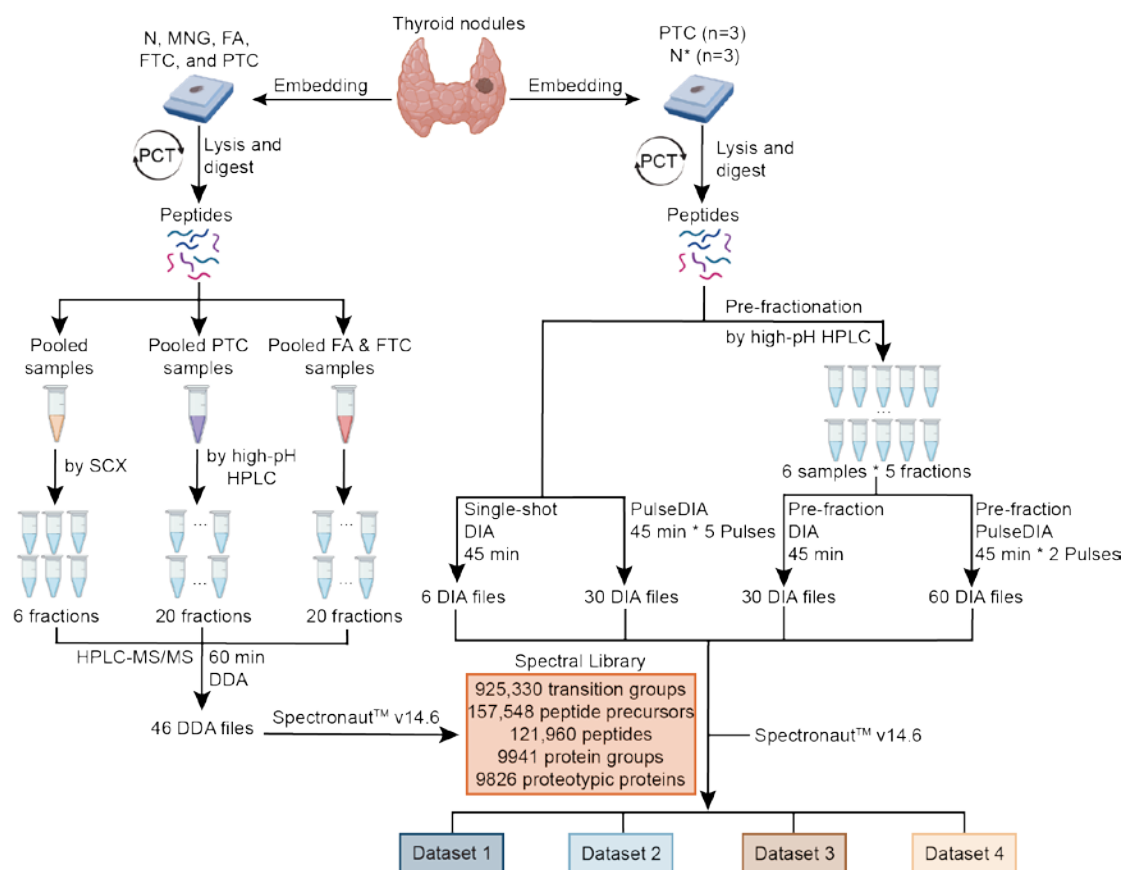 Thyroid nodules
N, MNG, FA,
FTC, and PTC
Embedding
Embedding
PTC (n=3)
N* (n=3)
PCT
Lysis and
digest
Peptides
PCT
Lysis and
digest
Peptides
Pooled
samples
Pooled PTC
samples
Pooled FA & FTC
samples
by SCX
by high-pH
HPLC
...
...
...
...
6 fractions
20 fractions
20 fractions
HPLC-MS/MS
60 min
DDA
46 DDA files
Spectronaut™ v14.6
Pre-fractionation
by high-pH HPLC
...
6 samples * 5 fractions
Single-shot
DIA
45 min
PulseDIA
45 min * 5 Pulses
Pre-fraction
DIA
45 min
Pre-fraction
PulseDIA
45 min * 2 Pulses
6 DIA files
30 DIA files
30 DIA files
60 DIA files
Spectral Library
925,330 transition groups
157,548 peptide precursors
121,960 peptides
9941 protein groups
9826 proteotypic proteins
Spectronaut™ v14.6
Dataset 1
Dataset 2
Dataset 3
Dataset 4